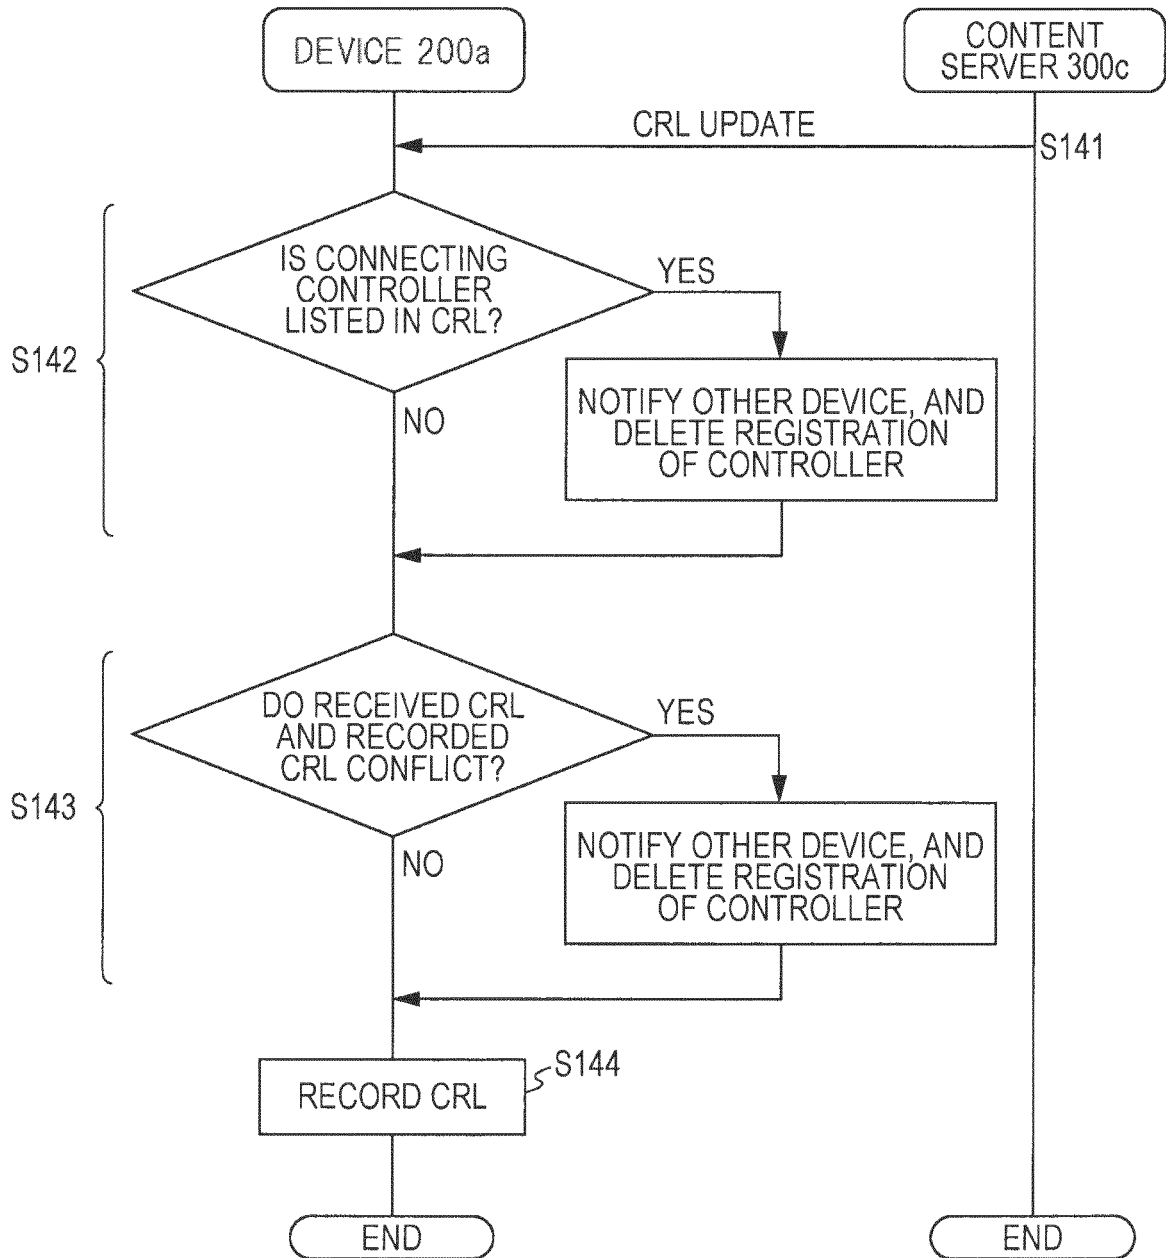 DEVICE 200a
CONTENT
SERVER 300c
CRL UPDATE
S141
IS CONNECTING
CONTROLLER
LISTED IN CRL?
YES
S142
NOTIFY OTHER DEVICE, AND
DELETE REGISTRATION
OF CONTROLLER
NO
DO RECEIVED CRL
AND RECORDED
CRL CONFLICT?
YES
S143
NOTIFY OTHER DEVICE, AND
DELETE REGISTRATION
OF CONTROLLER
NO
S144
RECORD CRL
END
END